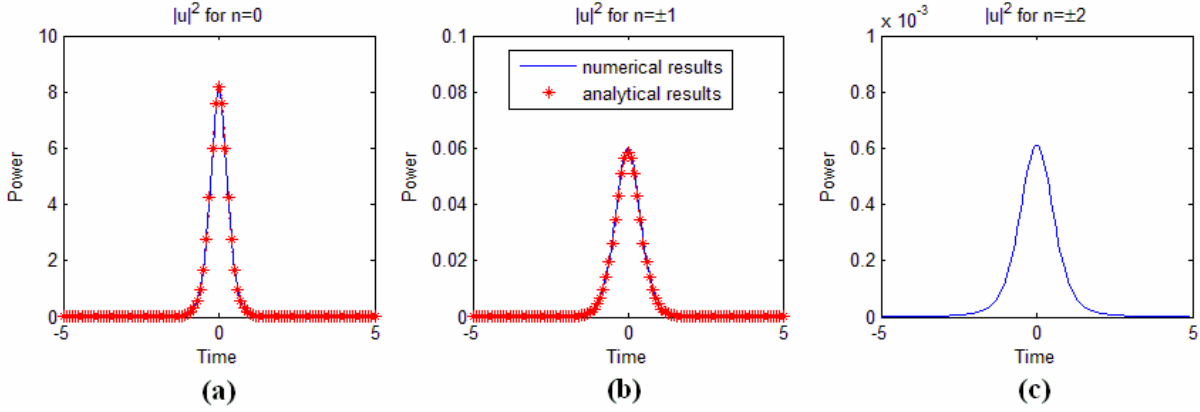 |u|² for n=0
10
8
6
4
2
0
-5
0
5
Power
Time
(a)
|u|² for n=±1
0.1
0.08
0.06
0.04
0.02
0
-5
0
5
Power
Time
numerical results
analytical results
(b)
x 10⁻³
|u|² for n=±2
1
0.8
0.6
0.4
0.2
0
-5
0
5
Power
Time
(c)